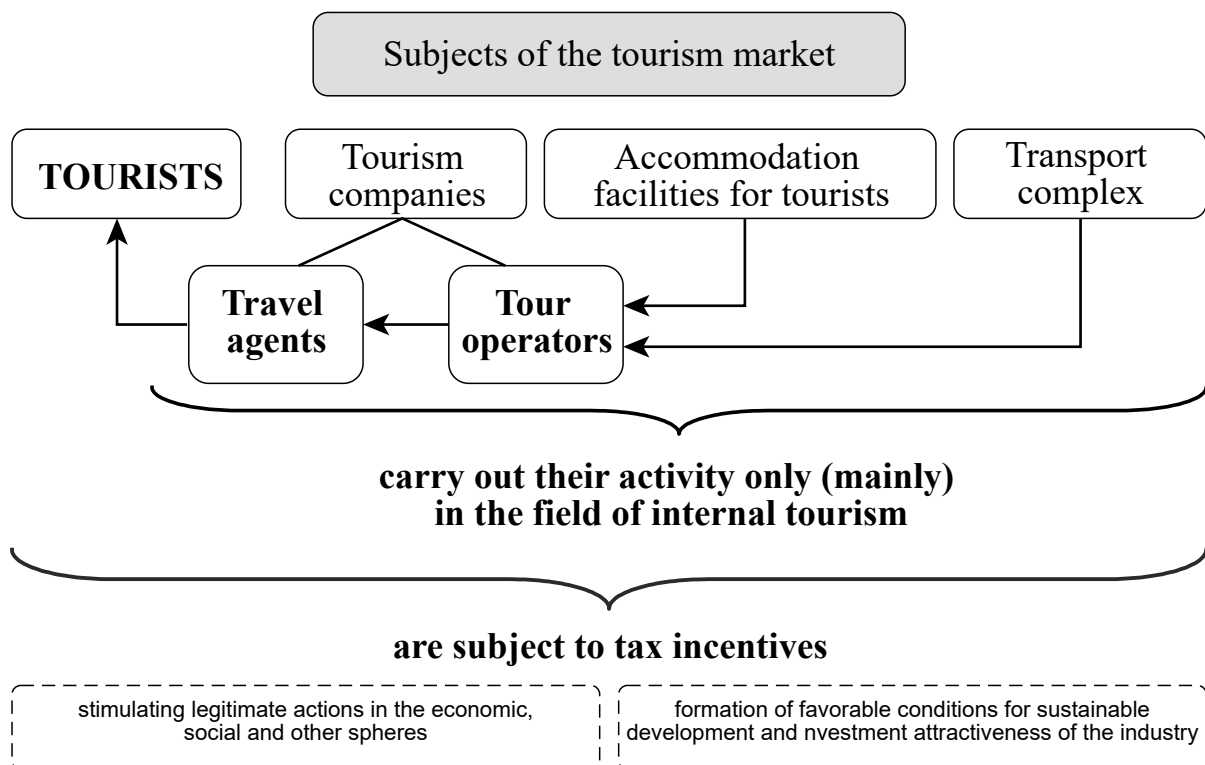 Subjects of the tourism market
TOURISTS
Tourism
companies
Accommodation
facilities for tourists
Transport
complex
Travel
agents
Tour
operators
carry out their activity only (mainly)
in the field of internal tourism
are subject to tax incentives
stimulating legitimate actions in the economic,
social and other spheres
formation of favorable conditions for sustainable
development and nvestment attractiveness of the industry